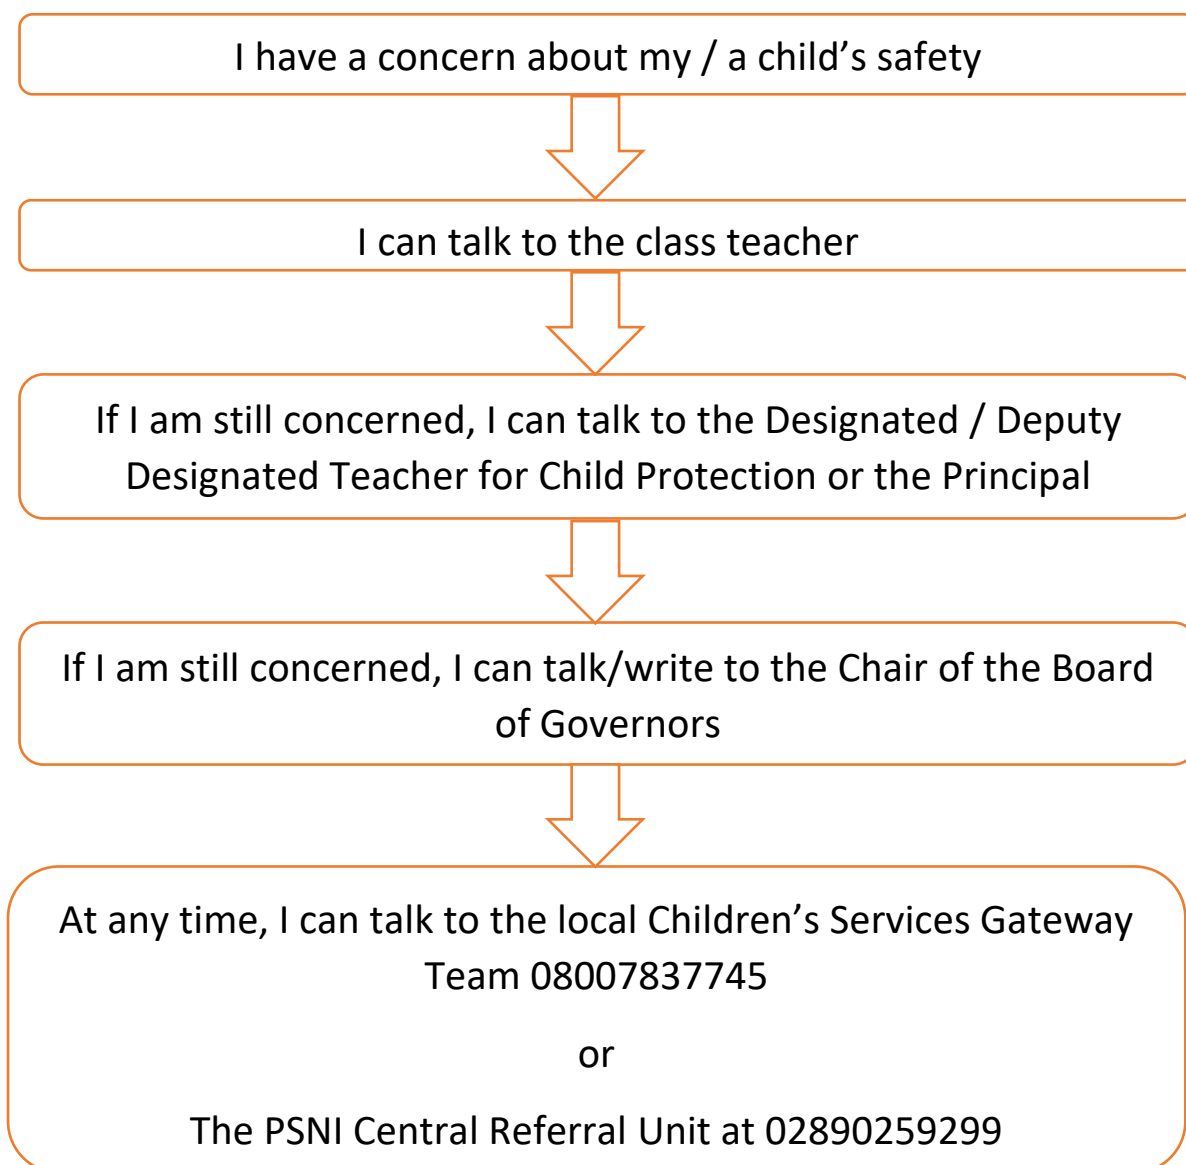 I have a concern about my / a child’s safety
I can talk to the class teacher
If I am still concerned, I can talk to the Designated / Deputy
Designated Teacher for Child Protection or the Principal
If I am still concerned, I can talk/write to the Chair of the Board
of Governors
At any time, I can talk to the local Children’s Services Gateway
Team 08007837745
or
The PSNI Central Referral Unit at 02890259299